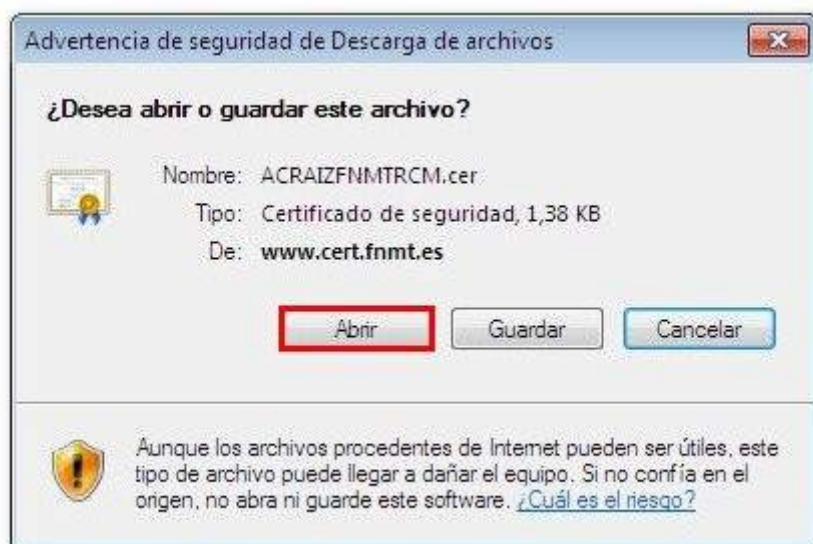 Advertencia de seguridad de Descarga de archivos
¿Desea abrir o guardar este archivo?
Nombre: ACRAIZFNMTRCM.cer
Tipo: Certificado de seguridad, 1,38 KB
De: www.cert.fnmt.es
Abrir Guardar Cancelar
Aunque los archivos procedentes de Internet pueden ser útiles, este
tipo de archivo puede llegar a dañar el equipo. Si no confía en el
origen, no abra ni guarde este software. ¿Cuál es el riesgo?